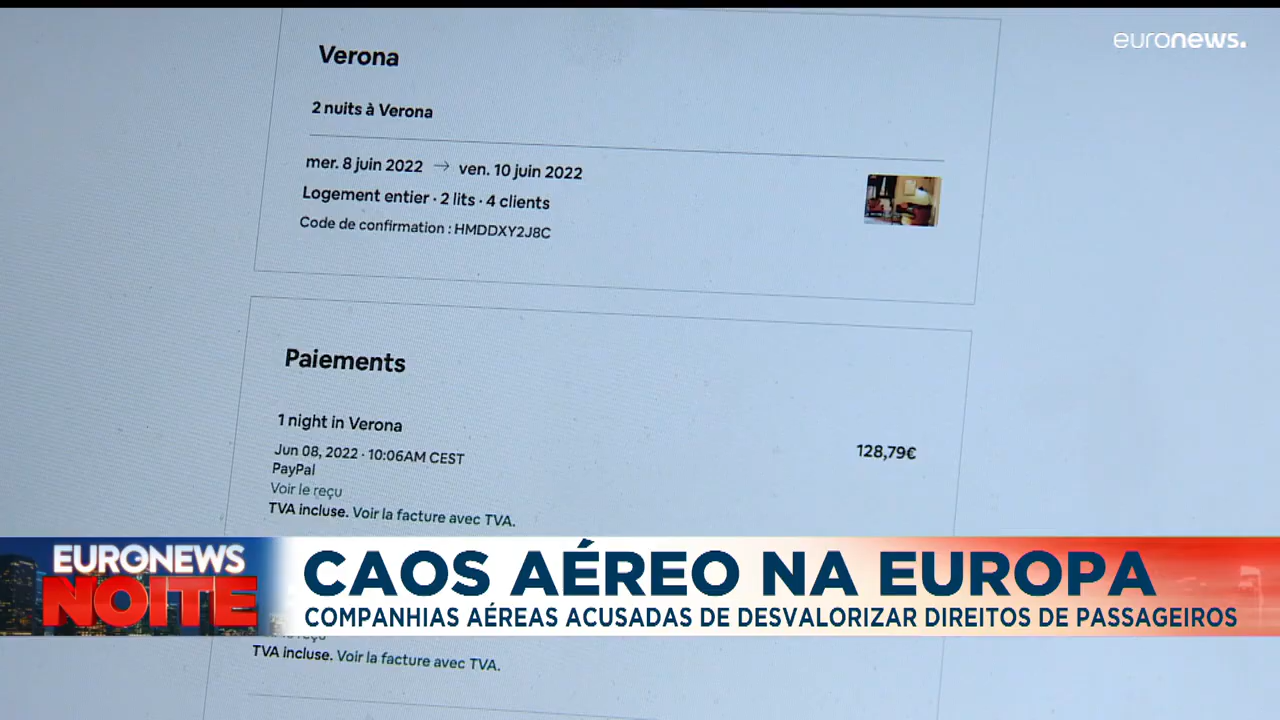 euronews.
Verona
2 nuits à Verona
mer. 8 juin 2022 → ven. 10 juin 2022
Logement entier · 2 lits · 4 clients
Code de confirmation : HMDDXY2J8C
Paiements
1 night in Verona
Jun 08, 2022 · 10:06AM CEST
128,79€
PayPal
Voir le reçu
TVA incluse. Voir la facture avec TVA.
EURONEWS
NOITE
CAOS AÉREO NA EUROPA
COMPANHIAS AÉREAS ACUSADAS DE DESVALORIZAR DIREITOS DE PASSAGEIROS
reçu
TVA incluse. Voir la facture avec TVA.